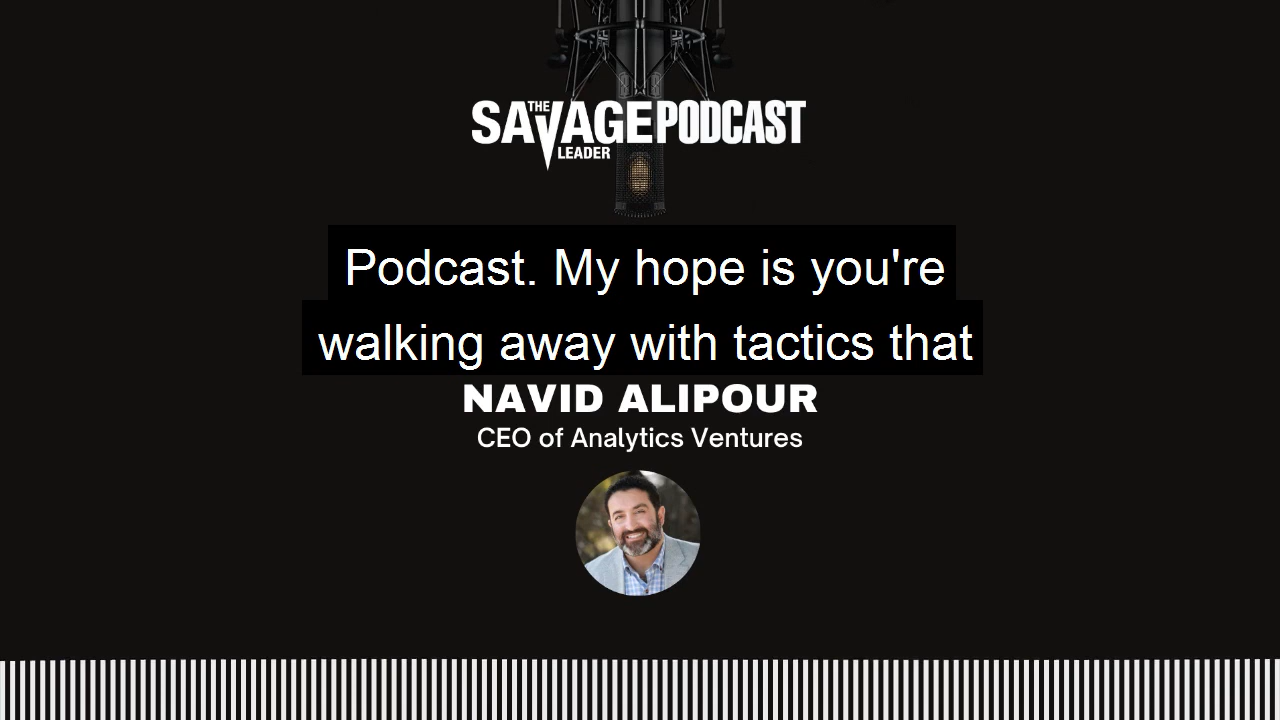 THE
SAVAGE PODCAST
LEADER
Podcast. My hope is you're
walking away with tactics that
NAVID ALIPOUR
CEO of Analytics Ventures